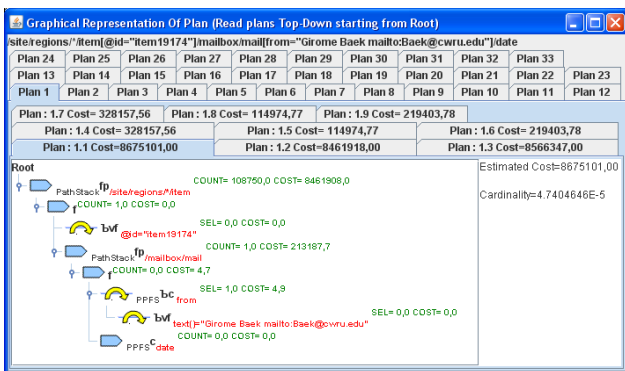 Graphical Representation Of Plan (Read plans Top-Down starting from Root)
/site/regions/*/item[@id="item19174"]/mailbox/mail[from="Girome Baek mailto:Baek@cwru.edu"]/date
Plan 24 Plan 25 Plan 26 Plan 27 Plan 28 Plan 29 Plan 30 Plan 31 Plan 32 Plan 33
Plan 13 Plan 14 Plan 15 Plan 16 Plan 17 Plan 18 Plan 19 Plan 20 Plan 21 Plan 22 Plan 23
Plan 1 Plan 2 Plan 3 Plan 4 Plan 5 Plan 6 Plan 7 Plan 8 Plan 9 Plan 10 Plan 11 Plan 12
Plan : 1.7 Cost= 328157,56 Plan : 1.8 Cost= 114974,77 Plan : 1.9 Cost= 219403,78
Plan : 1.4 Cost= 328157,56 Plan : 1.5 Cost= 114974,77 Plan : 1.6 Cost= 219403,78
Plan : 1.1 Cost=8675101,00 Plan : 1.2 Cost=8461918,00 Plan : 1.3 Cost=8566347,00
Root
PathStack fp /site/regions/*/item COUNT= 108750,0 COST= 8461908,0
f COUNT= 1,0 COST= 0,0
bvf @id="item19174" SEL= 0,0 COST= 0,0
PathStack fp /mailbox/mail COUNT= 1,0 COST= 213187,7
f COUNT= 0,0 COST= 4,7
PPFS bc from SEL= 1,0 COST= 4,9
bvf text()="Girome Baek mailto:Baek@cwru.edu" SEL= 0,0 COST= 0,0
PPFS c date COUNT= 0,0 COST= 0,0
Estimated Cost=8675101,00
Cardinality=4.7404646E-5